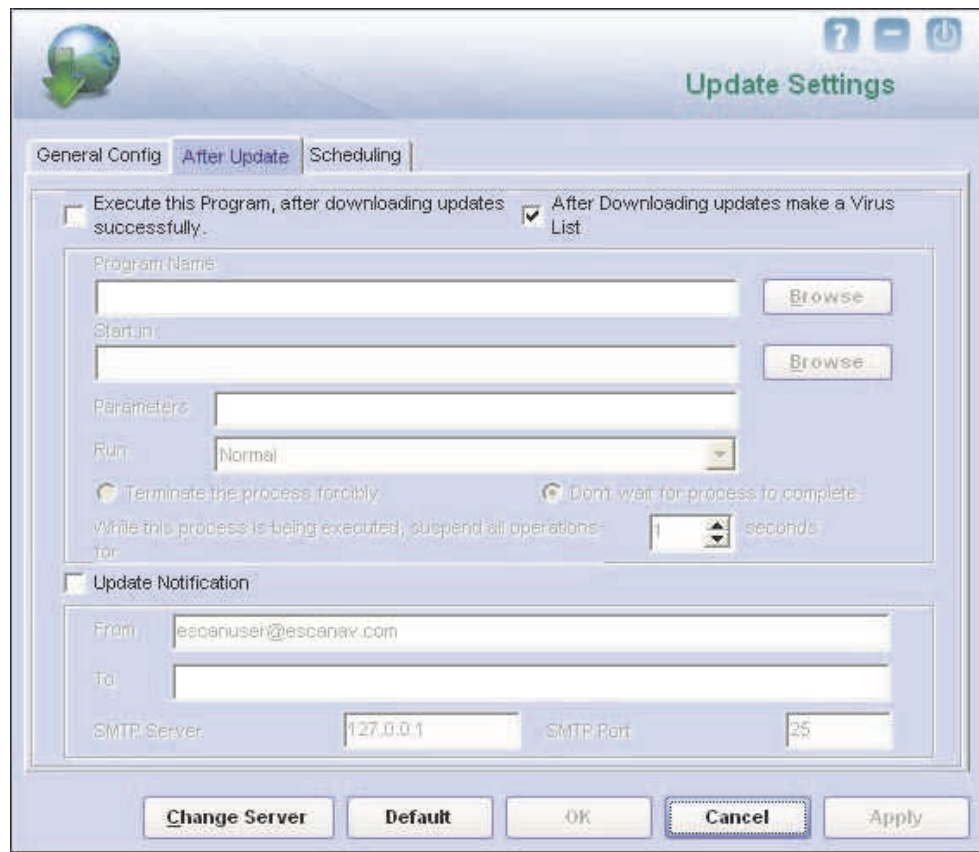 ?
Update Settings
General Config
After Update
Scheduling
Execute this Program, after downloading updates
successfully.
After Downloading updates make a Virus
List
Program Name
Browse
Start in :
Browse
Parameters
Run
Normal
Terminate the process forcibly
Don't wait for process to complete
While this process is being executed, suspend all operations
for
1
seconds
Update Notification
From
escanuser@escanav.com
To
SMTP Server
127.0.0.1
SMTP Port
25
Change Server
Default
OK
Cancel
Apply